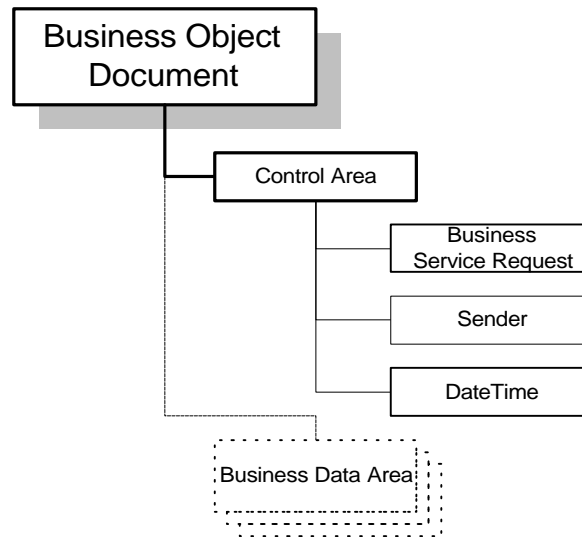 Business Object
Document
Control Area
Business
Service Request
Sender
DateTime
Business Data Area